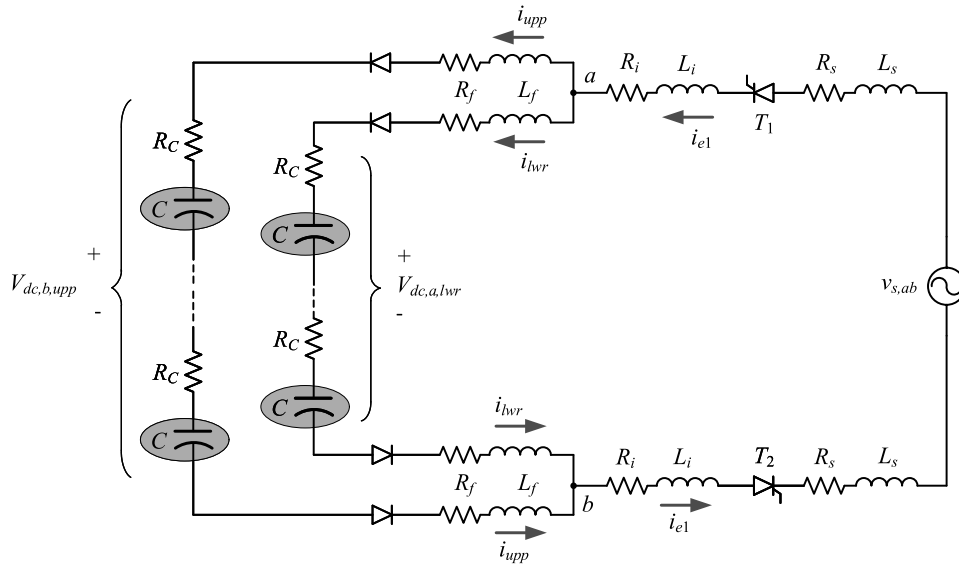 i_upp
a
R_i
L_i
R_s
L_s
R_f
L_f
T_1
i_e1
i_lwr
R_C
R_C
C
C
+
V_dc,b,upp
-
+
V_dc,a,lwr
-
v_s,ab
R_C
R_C
C
C
i_lwr
R_i
L_i
T_2
R_s
L_s
R_f
L_f
b
i_e1
i_upp